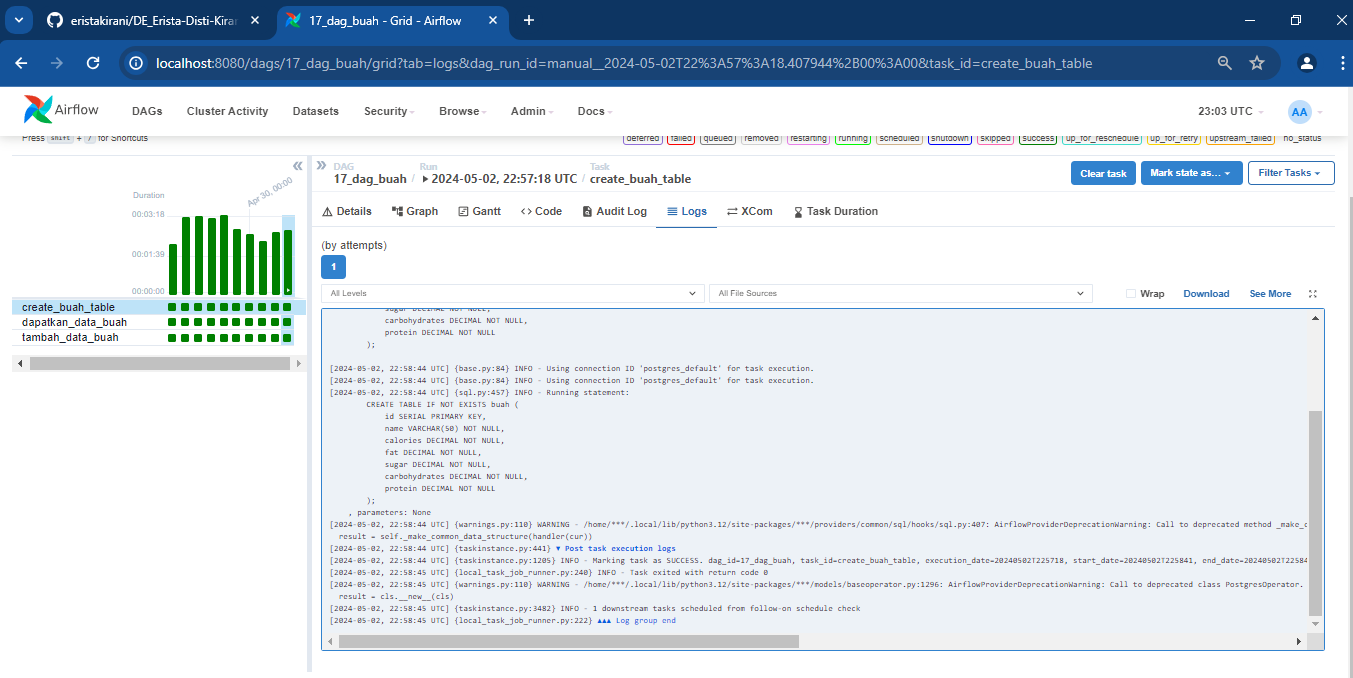 eristakirani/DE_Erista-Disti-Kiran
17_dag_buah - Grid - Airflow
localhost:8080/dags/17_dag_buah/grid?tab=logs&dag_run_id=manual__2024-05-02T22%3A57%3A18.407944%2B00%3A00&task_id=create_buah_table
Airflow DAGs Cluster Activity Datasets Security Browse Admin Docs 23:03 UTC AA
Press shift + / for Shortcuts
deferred failed queued removed restarting running scheduled shutdown skipped success up_for_reschedule up_for_retry upstream_failed no_status
Duration
Apr 30, 00:00
00:03:18
00:01:39
00:00:00
create_buah_table
dapatkan_data_buah
tambah_data_buah
DAG Run Task
17_dag_buah / 2024-05-02, 22:57:18 UTC / create_buah_table
Clear task Mark state as... Filter Tasks
Details Graph Gantt Code Audit Log Logs XCom Task Duration
(by attempts)
1
All Levels All File Sources Wrap Download See More
sugar DECIMAL NOT NULL,
carbohydrates DECIMAL NOT NULL,
protein DECIMAL NOT NULL
);
[2024-05-02, 22:58:44 UTC] {base.py:84} INFO - Using connection ID 'postgres_default' for task execution.
[2024-05-02, 22:58:44 UTC] {base.py:84} INFO - Using connection ID 'postgres_default' for task execution.
[2024-05-02, 22:58:44 UTC] {sql.py:457} INFO - Running statement:
CREATE TABLE IF NOT EXISTS buah (
id SERIAL PRIMARY KEY,
name VARCHAR(50) NOT NULL,
calories DECIMAL NOT NULL,
fat DECIMAL NOT NULL,
sugar DECIMAL NOT NULL,
carbohydrates DECIMAL NOT NULL,
protein DECIMAL NOT NULL
);
, parameters: None
[2024-05-02, 22:58:44 UTC] {warnings.py:110} WARNING - /home/***/.local/lib/python3.12/site-packages/***/providers/common/sql/hooks/sql.py:407: AirflowProviderDeprecationWarning: Call to deprecated method _make_c
result = self._make_common_data_structure(handler(cur))
[2024-05-02, 22:58:44 UTC] {taskinstance.py:441} ▼ Post task execution logs
[2024-05-02, 22:58:44 UTC] {taskinstance.py:1205} INFO - Marking task as SUCCESS. dag_id=17_dag_buah, task_id=create_buah_table, execution_date=20240502T225718, start_date=20240502T225841, end_date=20240502T22584
[2024-05-02, 22:58:45 UTC] {local_task_job_runner.py:240} INFO - Task exited with return code 0
[2024-05-02, 22:58:45 UTC] {warnings.py:110} WARNING - /home/***/.local/lib/python3.12/site-packages/***/models/baseoperator.py:1296: AirflowProviderDeprecationWarning: Call to deprecated class PostgresOperator.
result = cls.__new__(cls)
[2024-05-02, 22:58:45 UTC] {taskinstance.py:3482} INFO - 1 downstream tasks scheduled from follow-on schedule check
[2024-05-02, 22:58:45 UTC] {local_task_job_runner.py:222} ▲▲▲ Log group end